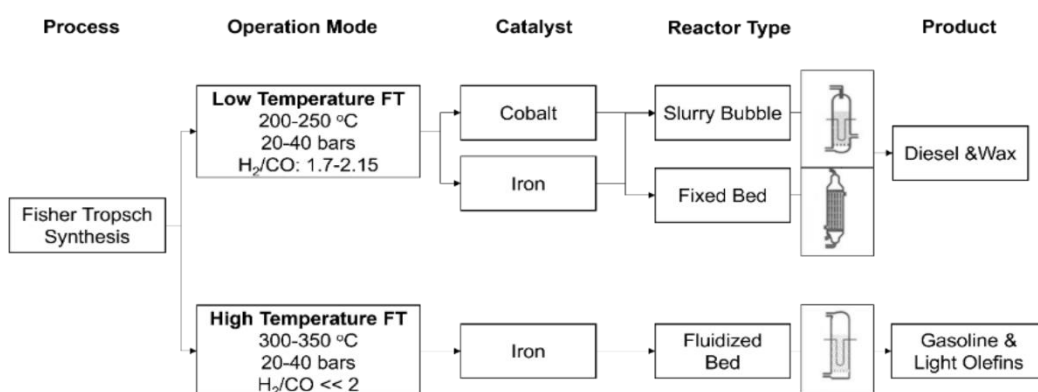 Process Operation Mode Catalyst Reactor Type Product
Low Temperature FT
200-250 °C
20-40 bars
H₂/CO: 1.7-2.15
Cobalt
Iron
Slurry Bubble
Fixed Bed
Diesel &Wax
Fisher Tropsch
Synthesis
High Temperature FT
300-350 °C
20-40 bars
H₂/CO << 2
Iron
Fluidized
Bed
Gasoline &
Light Olefins